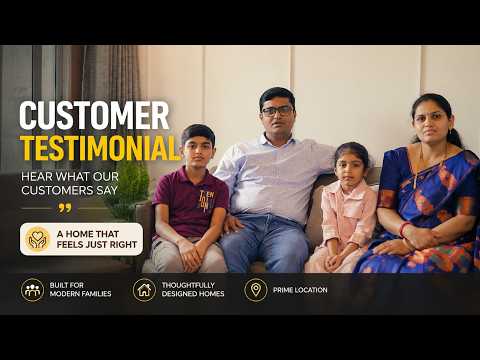 CUSTOMER
TESTIMONIAL
HEAR WHAT OUR
CUSTOMERS SAY
”
A HOME THAT
FEELS JUST RIGHT
BUILT FOR
MODERN FAMILIES
THOUGHTFULLY
DESIGNED HOMES
PRIME LOCATION